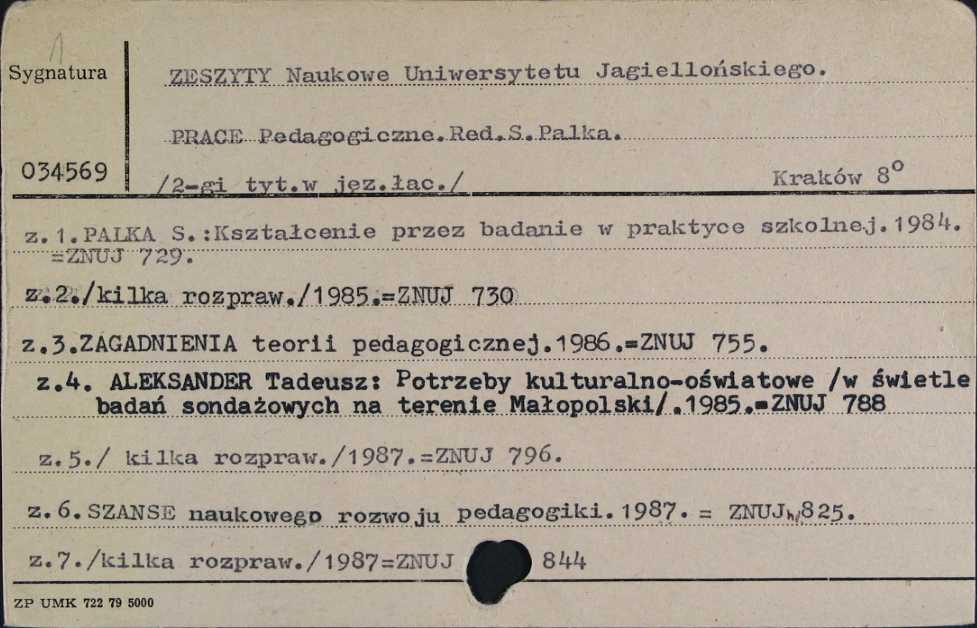 1
Sygnatura
ZESZYTY Naukowe Uniwersytetu Jagiellońskiego.
PRACE Pedagogiczne.Red.S.Palka.
034569
/2-gi tyt.w jęz.łac./ Kraków 8°
z.1.PALKA S.:Kształcenie przez badanie w praktyce szkolnej.1984.
=ZNUJ 729.
z.2./kilka rozpraw./1985.=ZNUJ 730
z.3.ZAGADNIENIA teorii pedagogicznej.1986.=ZNUJ 755.
z.4. ALEKSANDER Tadeusz: Potrzeby kulturalno-oświatowe /w świetle
badań sondażowych na terenie Małopolski/.1985.=ZNUJ 788
z.5./ kilka rozpraw./1987.=ZNUJ 796.
z.6.SZANSE naukowego rozwoju pedagogiki.1987. = ZNUJ 825.
z.7./kilka rozpraw./1987=ZNUJ 844
ZP UMK 722 79 5000